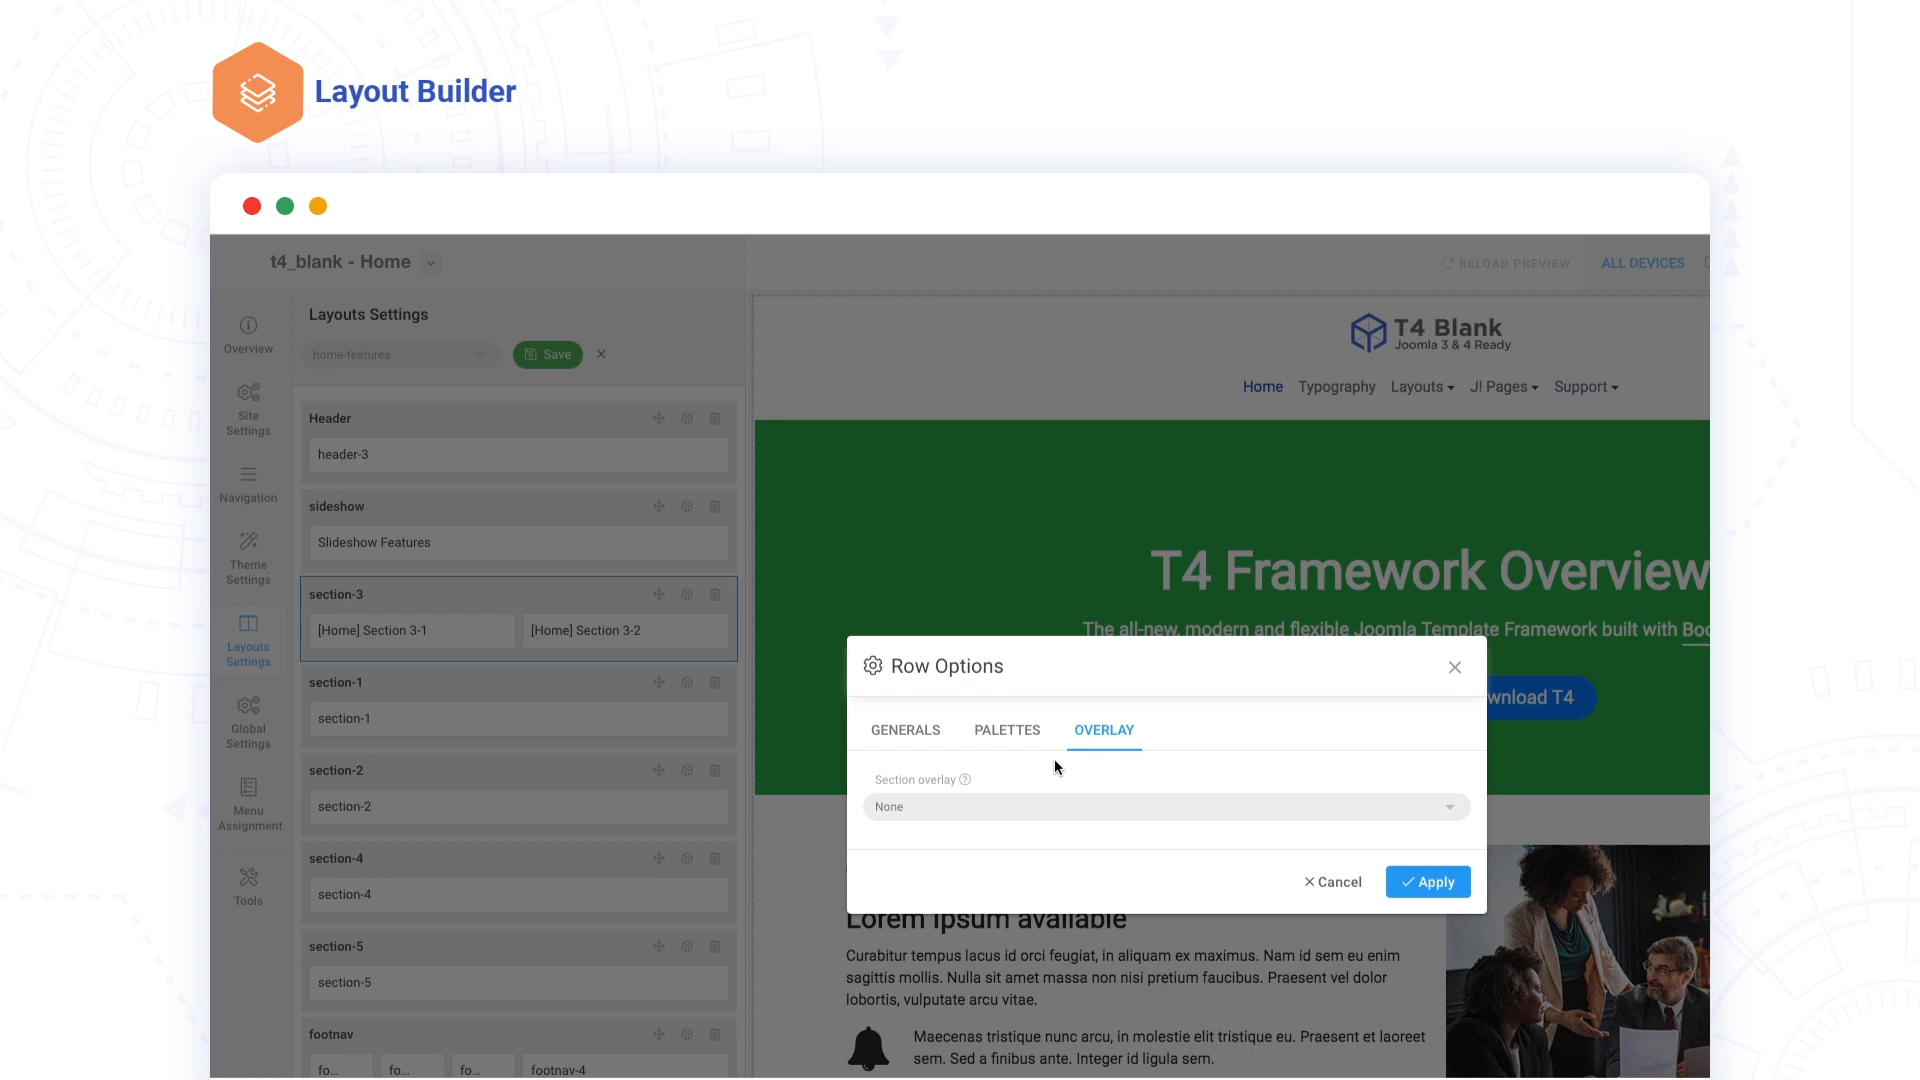 Layout Builder
t4_blank - Home
RELOAD PREVIEW
ALL DEVICES
Overview
Site
Settings
Navigation
Theme
Settings
Layouts
Settings
Global
Settings
Menu
Assignment
Tools
Layouts Settings
home-features
Save
Header
header-3
sideshow
Slideshow Features
section-3
[Home] Section 3-1
[Home] Section 3-2
section-1
section-1
section-2
section-2
section-4
section-4
section-5
section-5
footnav
fo...
fo...
fo...
footnav-4
T4 Blank
Joomla 3 & 4 Ready
Home Typography Layouts J! Pages Support
T4 Framework Overview
The all-new, modern and flexible Joomla Template Framework built with Boo
wnload T4
Row Options
GENERALS PALETTES OVERLAY
Section overlay
None
Cancel
Apply
Lorem Ipsum available
Curabitur tempus lacus id orci feugiat, in aliquam ex maximus. Nam id sem eu enim
sagittis mollis. Nulla sit amet massa non nisi pretium faucibus. Praesent vel dolor
lobortis, vulputate arcu vitae.
Maecenas tristique nunc arcu, in molestie elit tristique eu. Praesent et laoreet
sem. Sed a finibus ante. Integer id ligula sem.